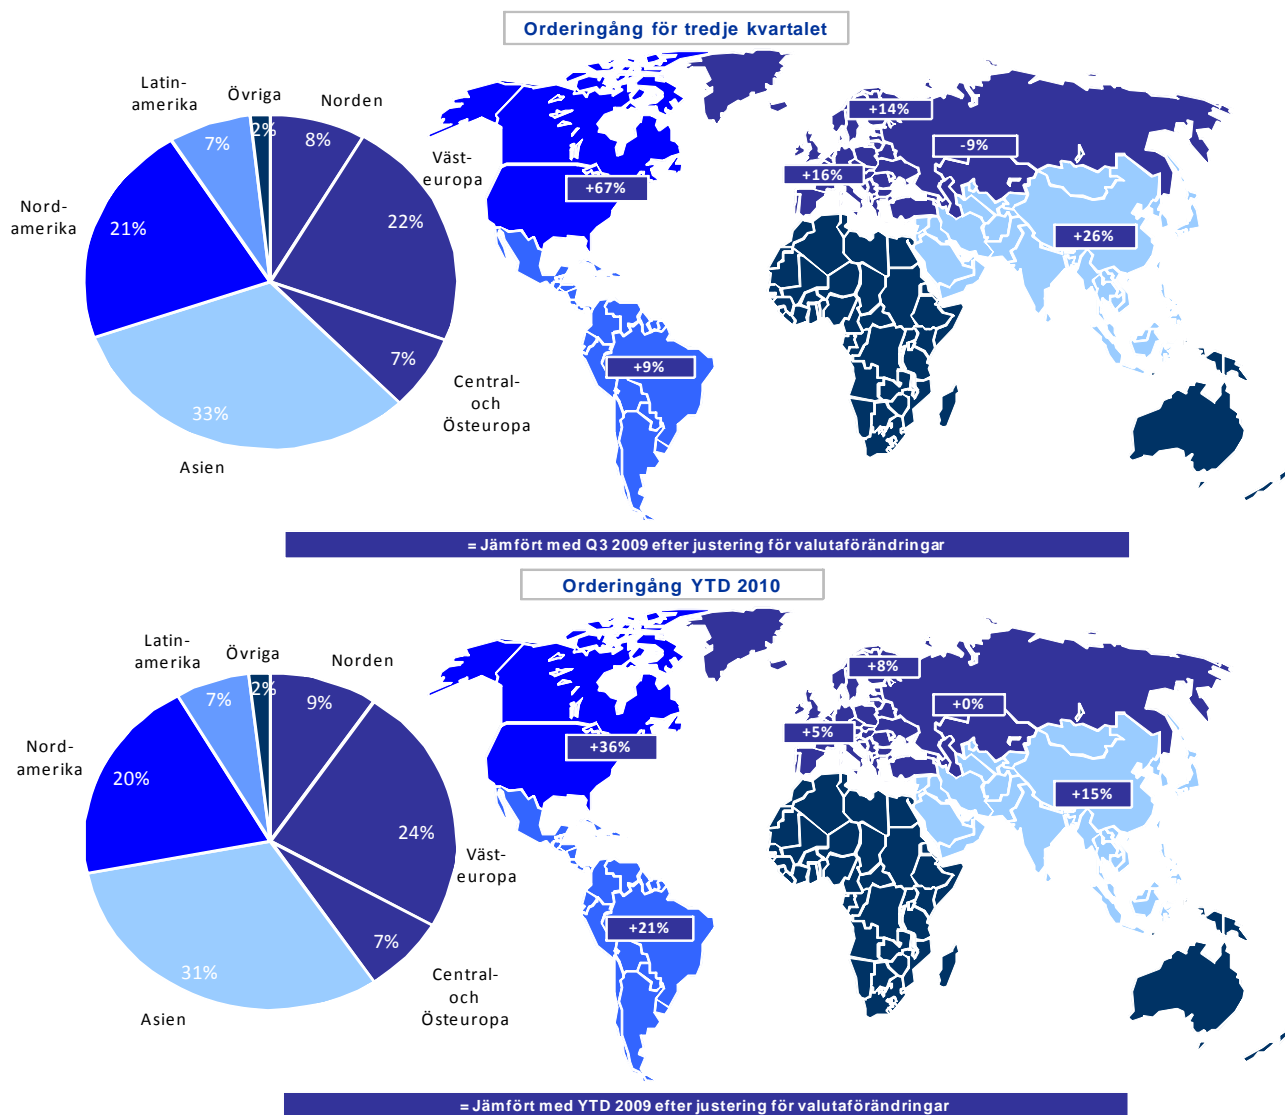 Orderingång för tredje kvartalet
Latin-
amerika
Övriga
Norden
7%
2%
8%
Väst-
europa
22%
Nord-
amerika
21%
7%
33%
Central-
och
Östeuropa
Asien
+14%
-9%
+16%
+67%
+26%
+9%
= Jämfört med Q3 2009 efter justering för valutaförändringar
Orderingång YTD 2010
Latin-
amerika
Övriga
Norden
7%
2%
9%
Nord-
amerika
20%
24%
Väst-
europa
7%
31%
Central-
och
Östeuropa
Asien
+8%
+0%
+5%
+36%
+15%
+21%
= Jämfört med YTD 2009 efter justering för valutaförändringar